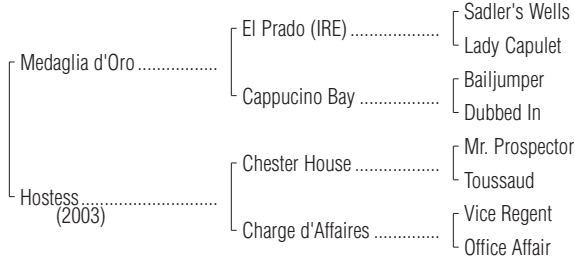 Sadler's Wells
El Prado (IRE) ....................
Lady Capulet
Medaglia d'Oro .................
Bailjumper
Cappucino Bay ..................
Dubbed In
Mr. Prospector
Chester House ...................
Toussaud
Hostess.............................
(2003)
Vice Regent
Charge d'Affaires ...............
Office Affair